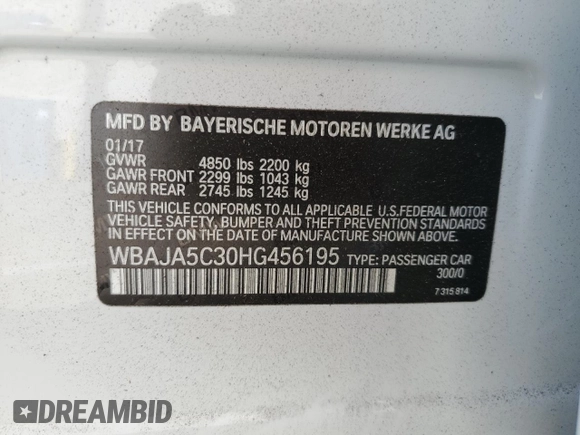 MFD BY BAYERISCHE MOTOREN WERKE AG
01/17
GVWR 4850 lbs 2200 kg
GAWR FRONT 2299 lbs 1043 kg
GAWR REAR 2745 lbs 1245 kg
THIS VEHICLE CONFORMS TO ALL APPLICABLE U.S.FEDERAL MOTOR
VEHICLE SAFETY, BUMPER AND THEFT PREVENTION STANDARDS
IN EFFECT ON THE DATE OF MANUFACTURE SHOWN ABOVE.
WBAJA5C30HG456195 TYPE: PASSENGER CAR
300/0
7 315 814
DREAMBID